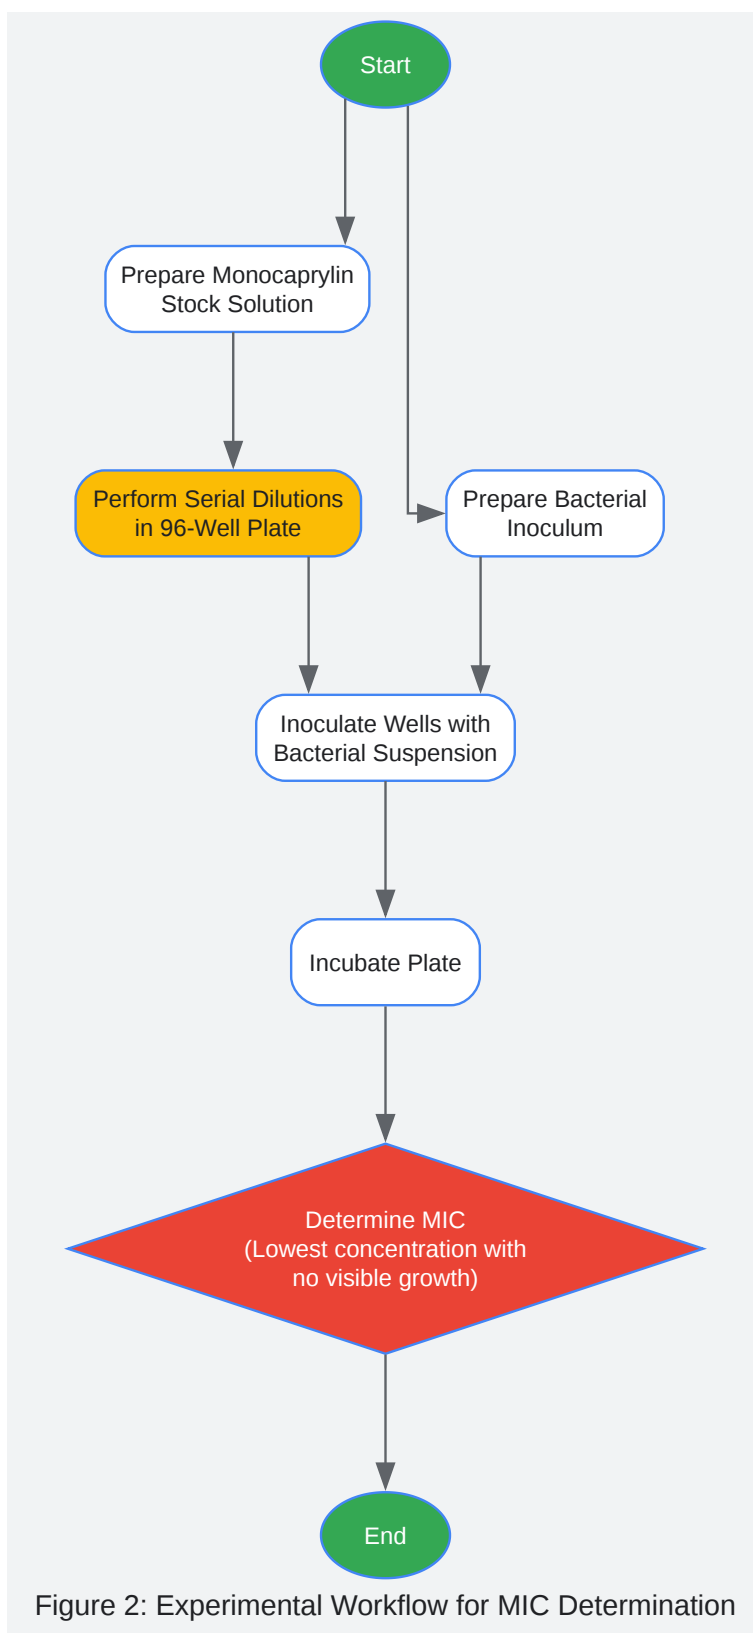 Start
Prepare Monocaprylin
Stock Solution
Perform Serial Dilutions
in 96-Well Plate
Prepare Bacterial
Inoculum
Inoculate Wells with
Bacterial Suspension
Incubate Plate
Determine MIC
(Lowest concentration with
no visible growth)
End
Figure 2: Experimental Workflow for MIC Determination